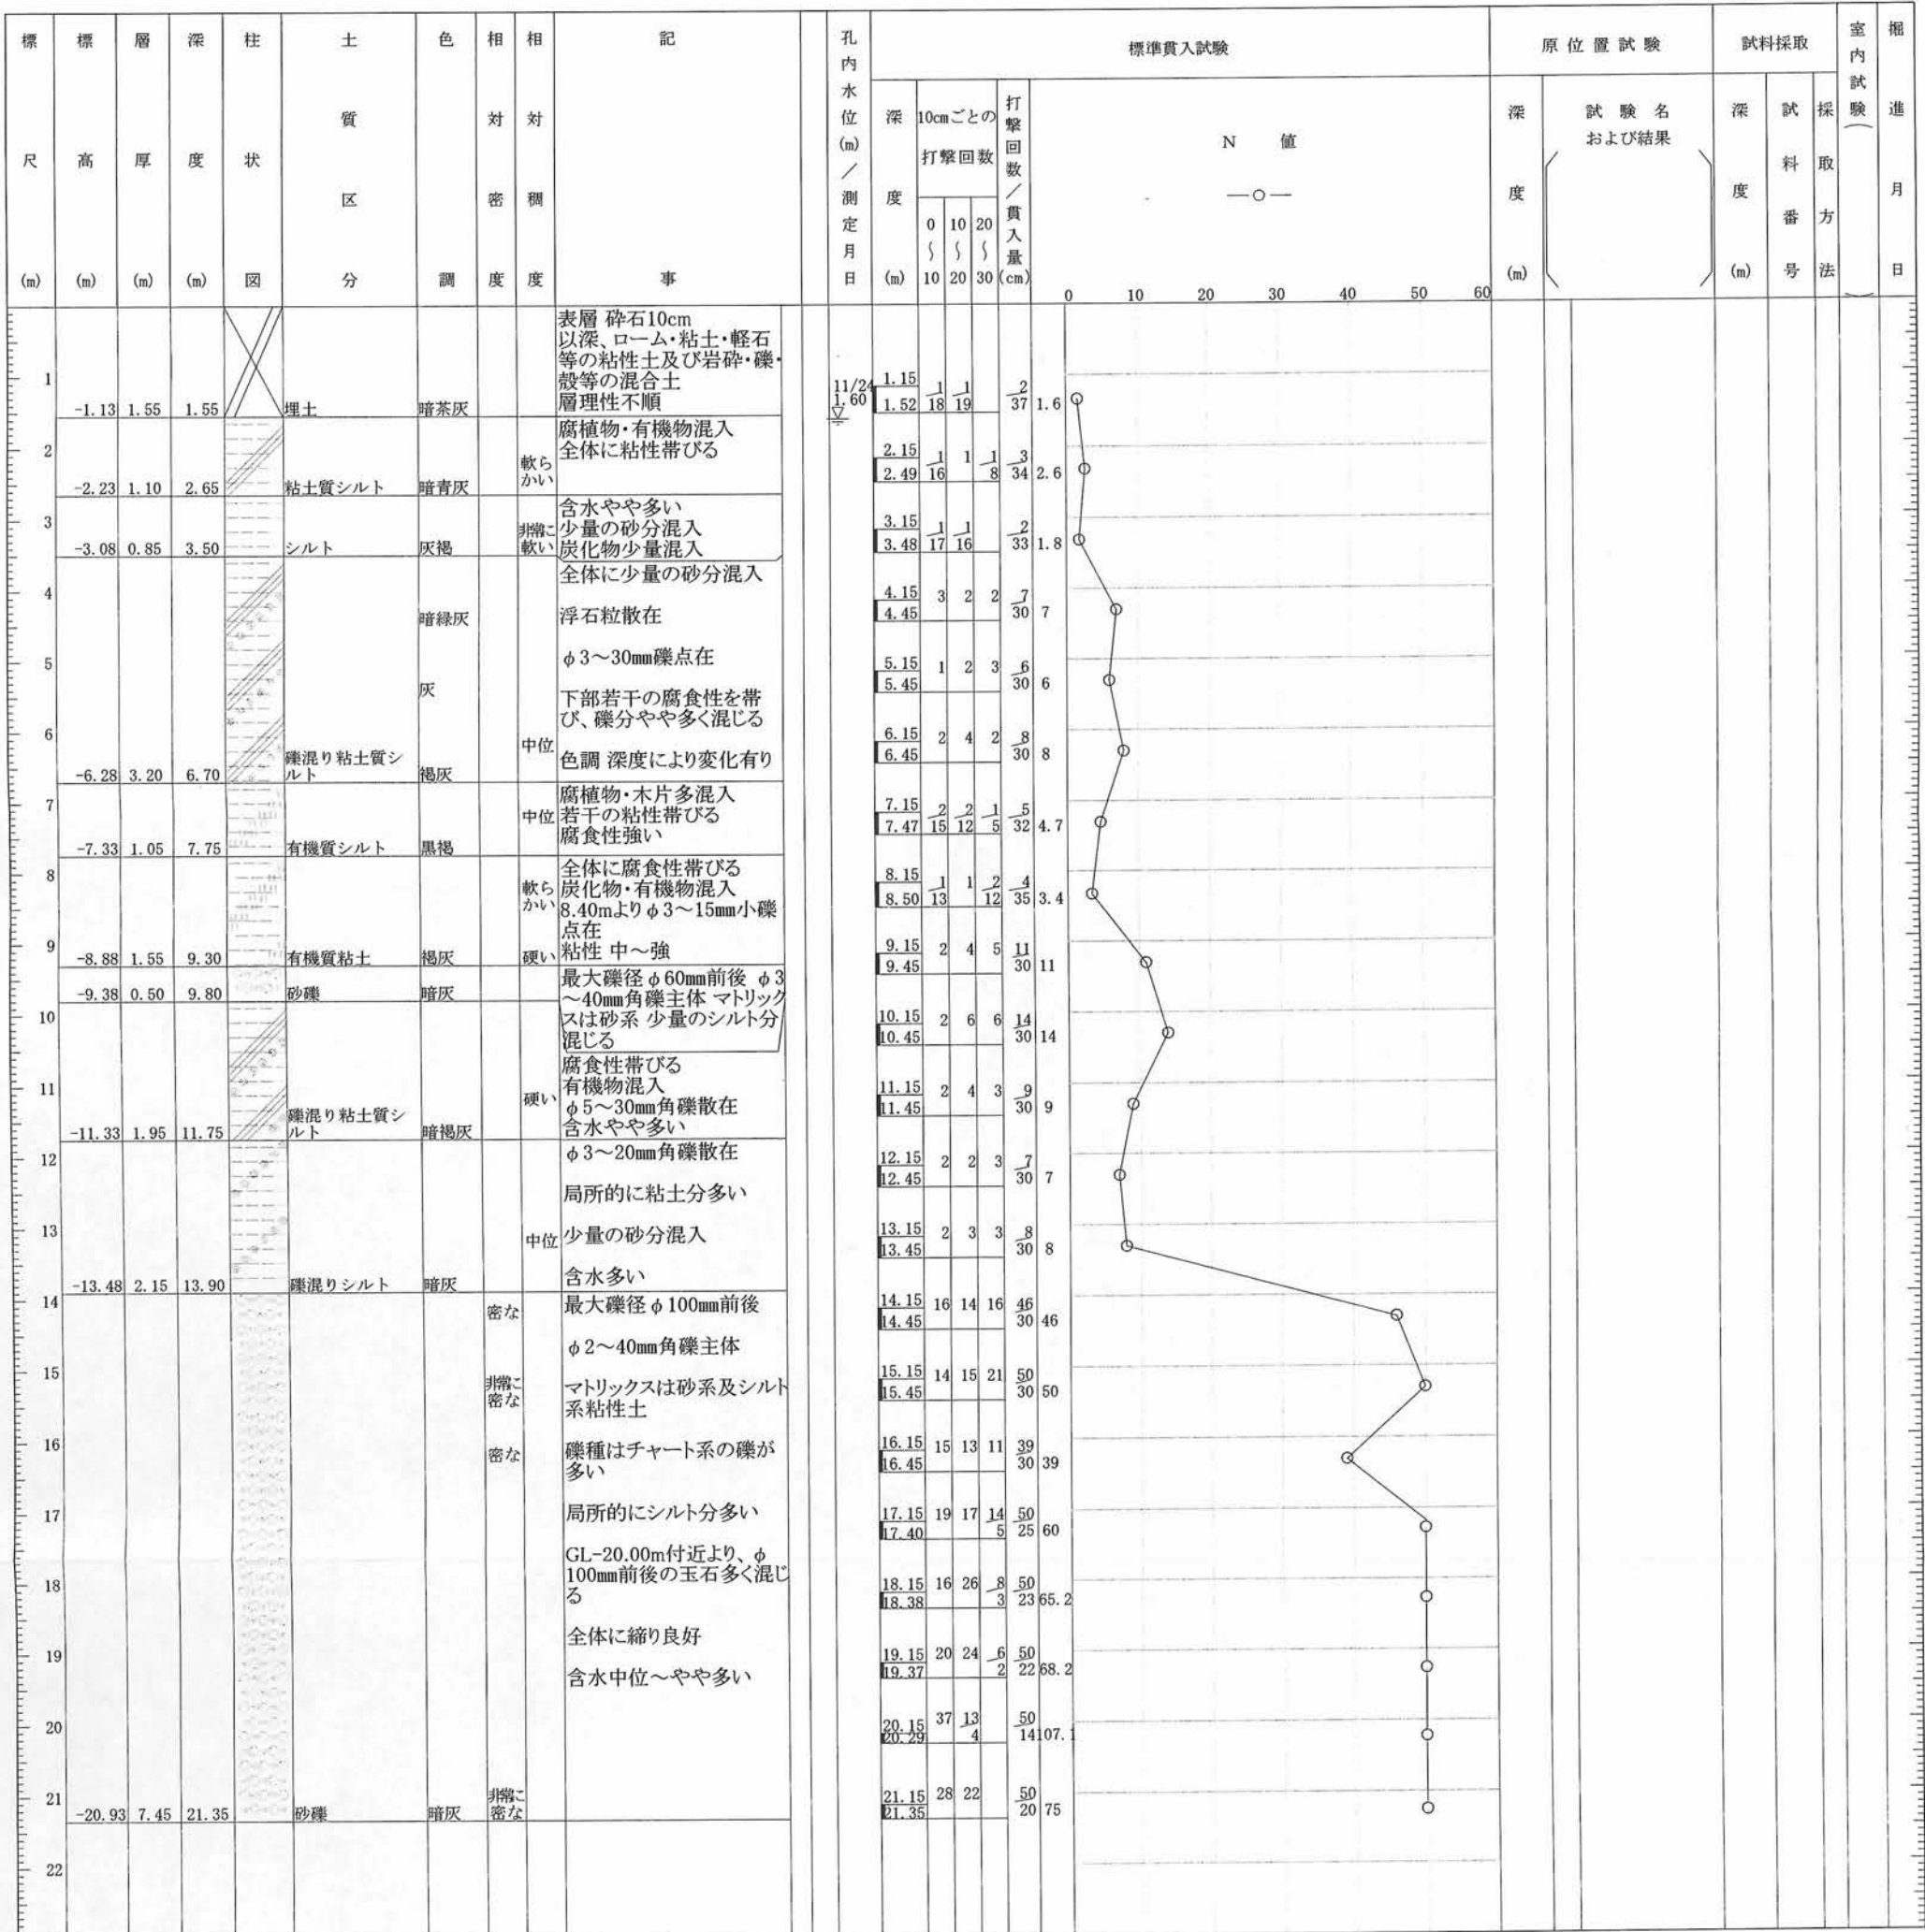 標尺(m) 標高(m) 層厚(m) 深度(m) 柱状図 土質区分 色調 相対密度 相対稠度 記事 孔内水位(m)/測定月日 標準貫入試験 原位置試験 試料採取 室内試験( ) 掘進月日
深度(m) 10cmごとの打撃回数 打撃回数/貫入量(cm) N 値 深度(m) 試験名および結果 深度(m) 試料番号 採取方法
0〜10 10〜20 20〜30 —○—
0 10 20 30 40 50 60
表層 砕石10cm
以深、ローム・粘土・軽石
等の粘性土及び岩砕・礫・
殻等の混合土
層理性不順
1
-1.13 1.55 1.55 埋土 暗茶灰
11/24
1.60
1.15 1 1 2
1.52 18 19 37 1.6
腐植物・有機物混入
全体に粘性帯びる
2
軟らかい
-2.23 1.10 2.65 粘土質シルト 暗青灰
2.15 1 1 1 3
2.49 16 8 34 2.6
含水やや多い
少量の砂分混入
炭化物少量混入
3
非常に軟い
-3.08 0.85 3.50 シルト 灰褐
3.15 1 1 2
3.48 17 16 33 1.8
全体に少量の砂分混入
4
暗緑灰 浮石粒散在
4.15 3 2 2 7
4.45 30 7
φ3〜30mm礫点在
5
灰
下部若干の腐食性を帯
び、礫分やや多く混じる
5.15 1 2 3 6
5.45 30 6
6
中位
色調 深度により変化有り
礫混り粘土質シ
-6.28 3.20 6.70 ルト 褐灰
6.15 2 4 2 8
6.45 30 8
腐植物・木片多混入
若干の粘性帯びる
腐食性強い
7
中位
-7.33 1.05 7.75 有機質シルト 黒褐
7.15 2 2 1 5
7.47 15 12 5 32 4.7
全体に腐食性帯びる
炭化物・有機物混入
8.40mよりφ3〜15mm小礫
点在
粘性 中〜強
8
軟らかい
8.15 1 1 2 4
8.50 13 12 35 3.4
9
-8.88 1.55 9.30 有機質粘土 褐灰 硬い
9.15 2 4 5 11
9.45 30 11
最大礫径φ60mm前後 φ3
〜40mm角礫主体 マトリック
スは砂系 少量のシルト分
混じる
-9.38 0.50 9.80 砂礫 暗灰
10
10.15 2 6 6 14
10.45 30 14
腐食性帯びる
有機物混入
φ5〜30mm角礫散在
含水やや多い
11
硬い
礫混り粘土質シ
-11.33 1.95 11.75 ルト 暗褐灰
11.15 2 4 3 9
11.45 30 9
φ3〜20mm角礫散在
12
局所的に粘土分多い
12.15 2 2 3 7
12.45 30 7
13
中位 少量の砂分混入
含水多い
-13.48 2.15 13.90 礫混りシルト 暗灰
13.15 2 3 3 8
13.45 30 8
14
密な
最大礫径φ100mm前後
φ2〜40mm角礫主体
14.15 16 14 16 46
14.45 30 46
15
非常に密な
マトリックスは砂系及シルト
系粘性土
15.15 14 15 21 50
15.45 30 50
16
密な
礫種はチャート系の礫が
多い
16.15 15 13 11 39
16.45 30 39
17
局所的にシルト分多い
17.15 19 17 14 50
17.40 5 25 60
GL-20.00m付近より、φ
100mm前後の玉石多く混じ
る
18
18.15 16 26 8 50
18.38 3 23 65.2
全体に締り良好
19
含水中位〜やや多い
19.15 20 24 6 50
19.37 2 22 68.2
20
20.15 37 13 50
20.29 4 14 107.1
21
非常に密な
-20.93 7.45 21.35 砂礫 暗灰
21.15 28 22 50
21.35 20 75
22